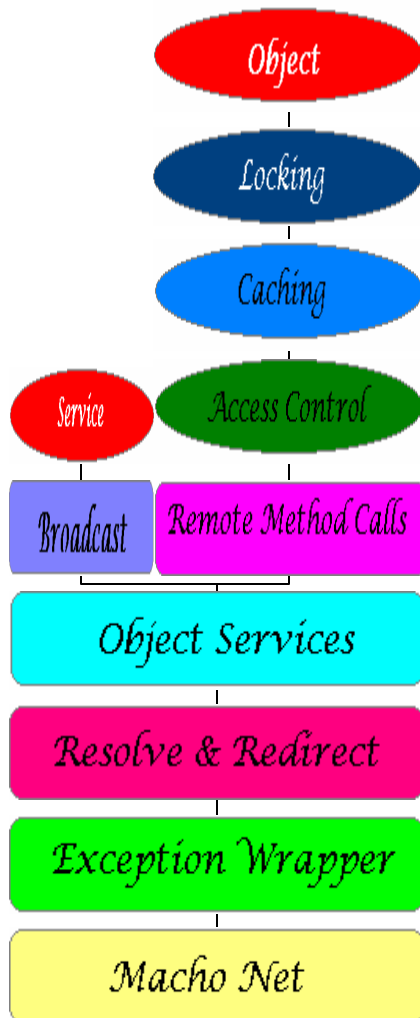 Object
Locking
Caching
Service
Access Control
Broadcast
Remote Method Calls
Object Services
Resolve & Redirect
Exception Wrapper
Macho Net